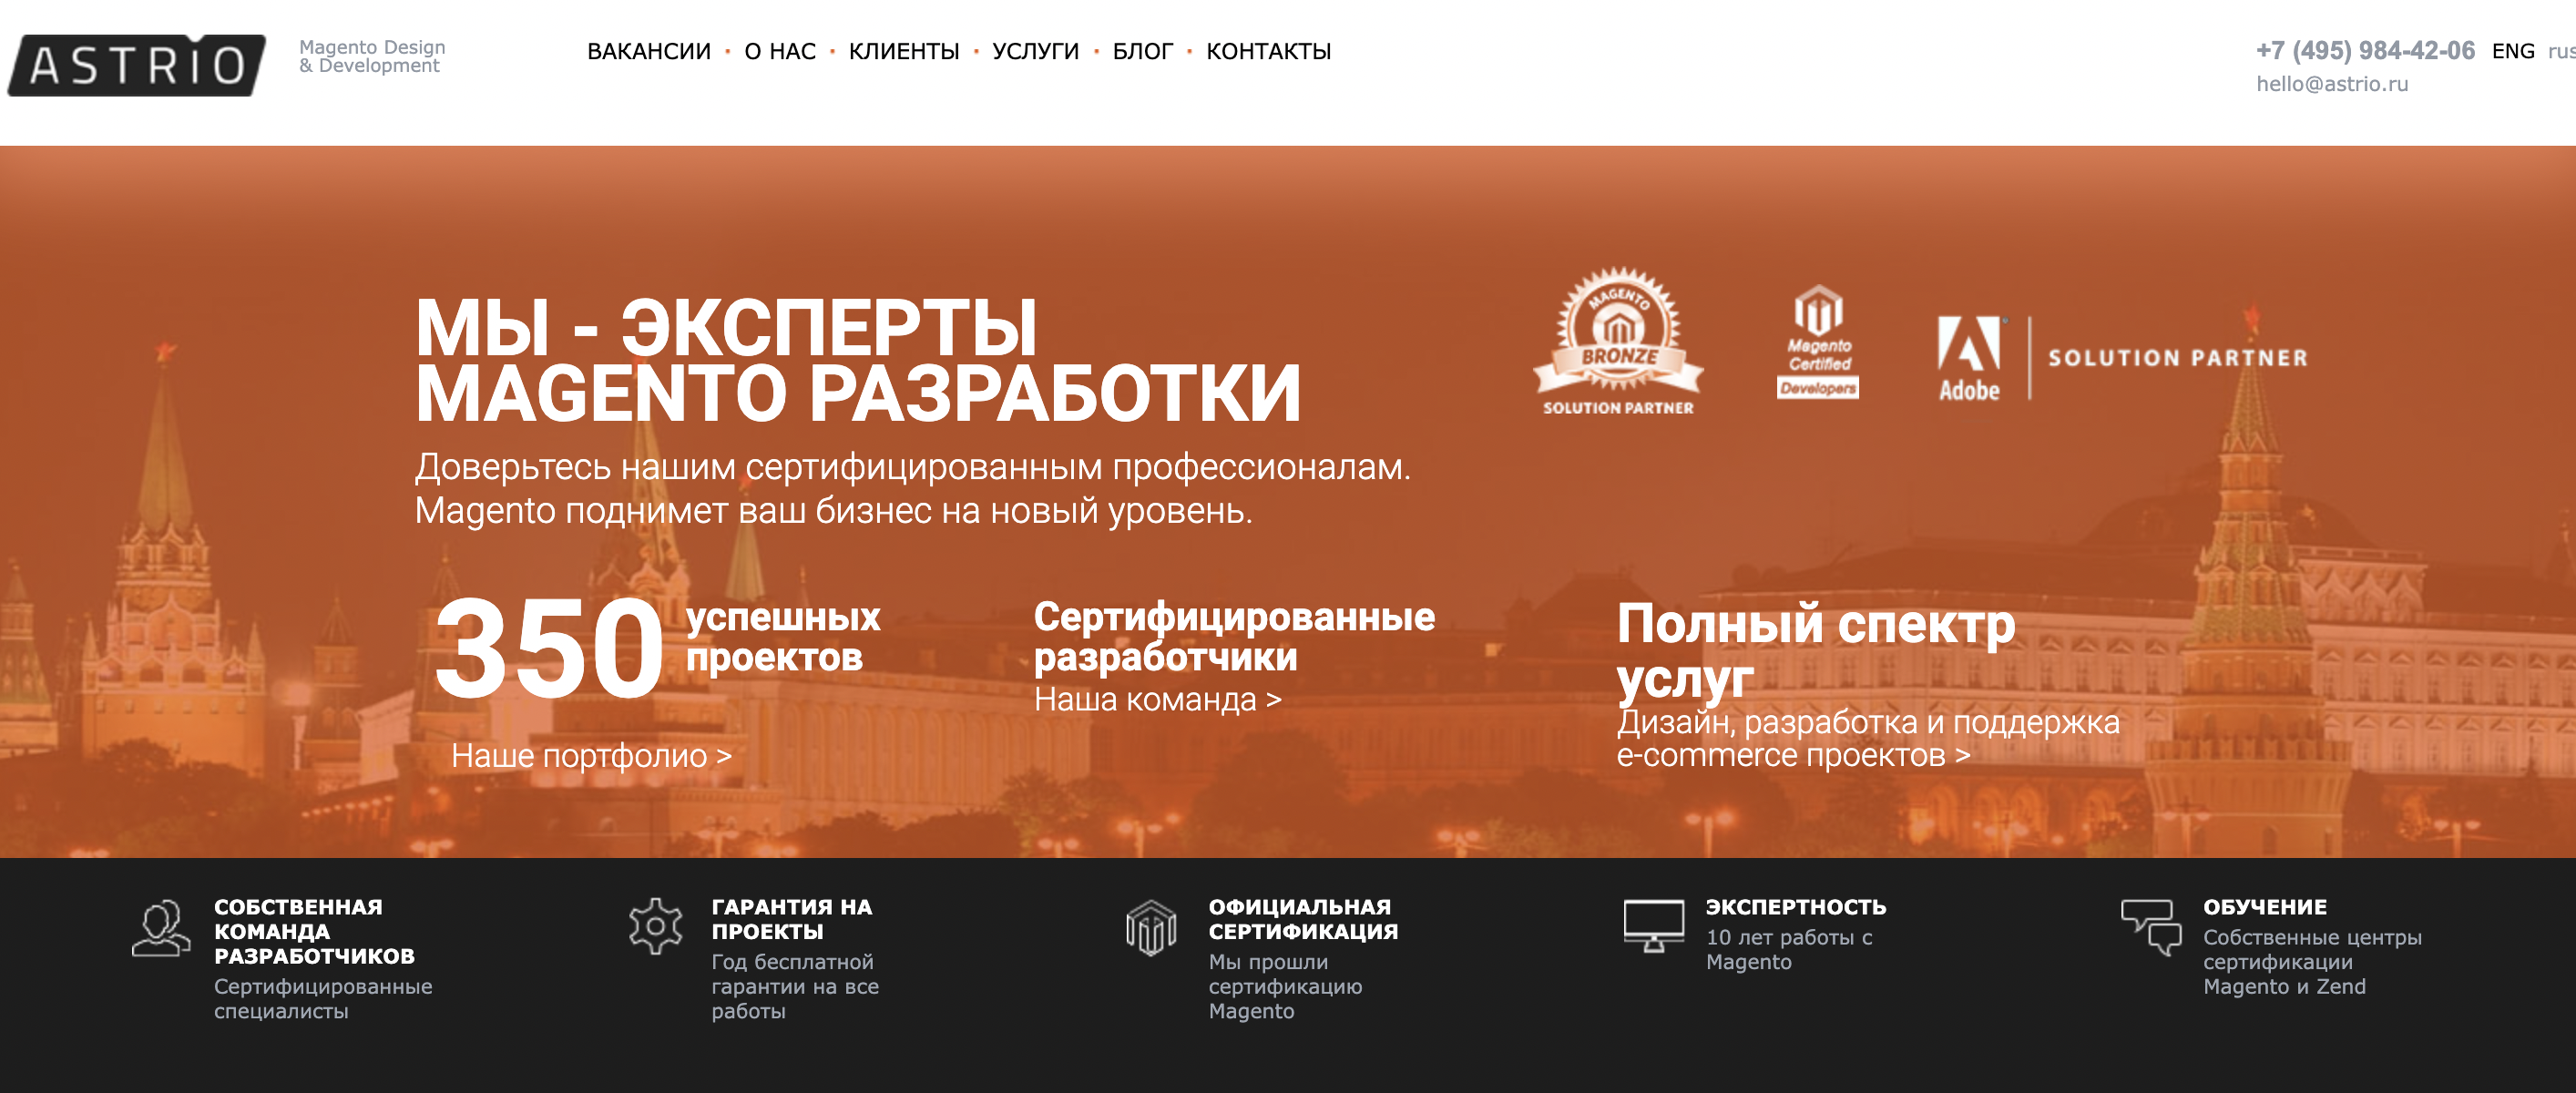 ASTRIO
Magento Design
& Development
ВАКАНСИИ · О НАС · КЛИЕНТЫ · УСЛУГИ · БЛОГ · КОНТАКТЫ
+7 (495) 984-42-06 ENG rus
hello@astrio.ru
МЫ - ЭКСПЕРТЫ
MAGENTO РАЗРАБОТКИ
Доверьтесь нашим сертифицированным профессионалам.
Magento поднимет ваш бизнес на новый уровень.
MAGENTO
BRONZE
SOLUTION PARTNER
Magento
Certified
Developers
Adobe
SOLUTION PARTNER
350 успешных
проектов
Наше портфолио >
Сертифицированные
разработчики
Наша команда >
Полный спектр
услуг
Дизайн, разработка и поддержка
e-commerce проектов >
СОБСТВЕННАЯ
КОМАНДА
РАЗРАБОТЧИКОВ
Сертифицированные
специалисты
ГАРАНТИЯ НА
ПРОЕКТЫ
Год бесплатной
гарантии на все
работы
ОФИЦИАЛЬНАЯ
СЕРТИФИКАЦИЯ
Мы прошли
сертификацию
Magento
ЭКСПЕРТНОСТЬ
10 лет работы с
Magento
ОБУЧЕНИЕ
Собственные центры
сертификации
Magento и Zend